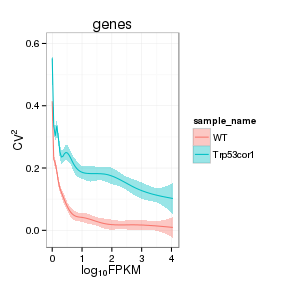 genes
0.6
0.4
0.2
0.0
CV²
0 1 2 3 4
log₁₀FPKM
sample_name
WT
Trp53cor1